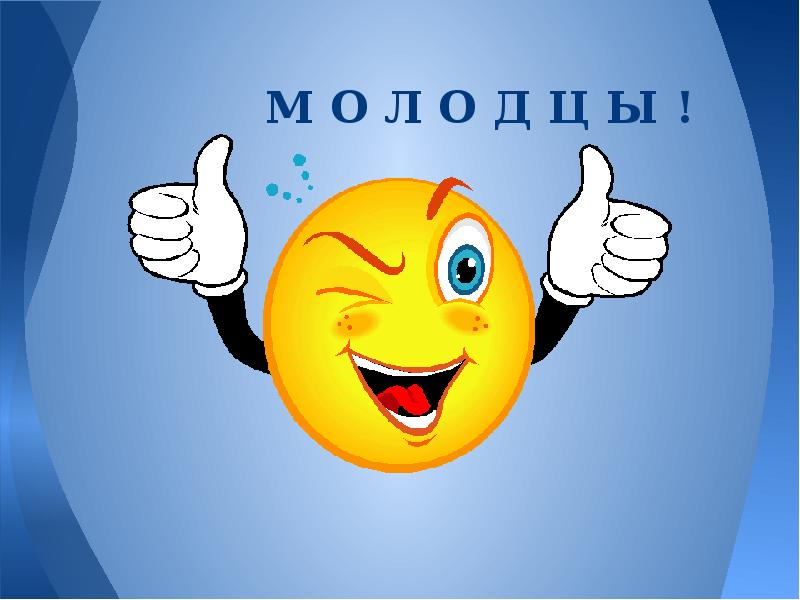 М О Л О Д Ц Ы !